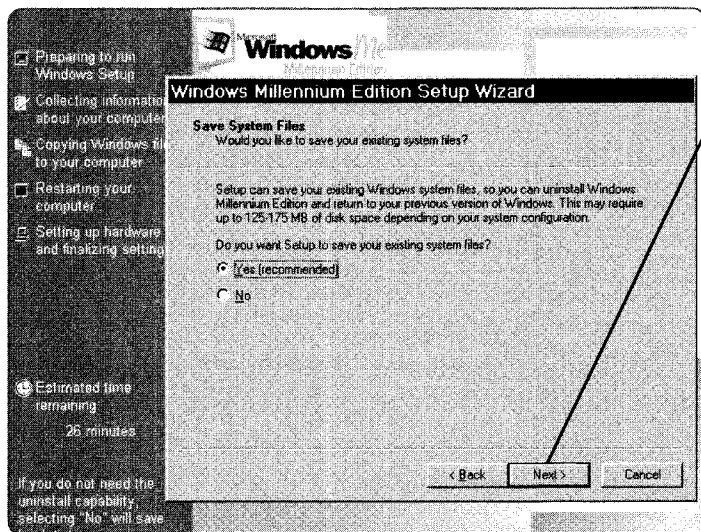 Microsoft
Windows Me
Millennium Edition
Preparing to run
Windows Setup
Collecting information
about your computer
Copying Windows fil
to your computer
Restarting your
computer
Setting up hardware
and finalizing setting
Estimated time
remaining:
26 minutes
If you do not need the
uninstall capability,
selecting "No" will save
Windows Millennium Edition Setup Wizard
Save System Files
Would you like to save your existing system files?
Setup can save your existing Windows system files, so you can uninstall Windows
Millennium Edition and return to your previous version of Windows. This may require
up to 125-175 MB of disk space depending on your system configuration.
Do you want Setup to save your existing system files?
Yes (recommended)
No
< Back
Next >
Cancel